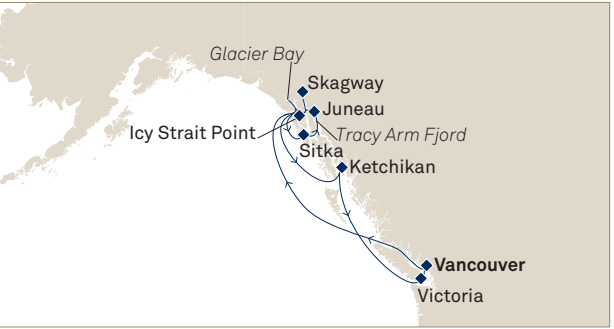 Glacier Bay
Skagway
Juneau
Icy Strait Point
Tracy Arm Fjord
Sitka
Ketchikan
Vancouver
Victoria